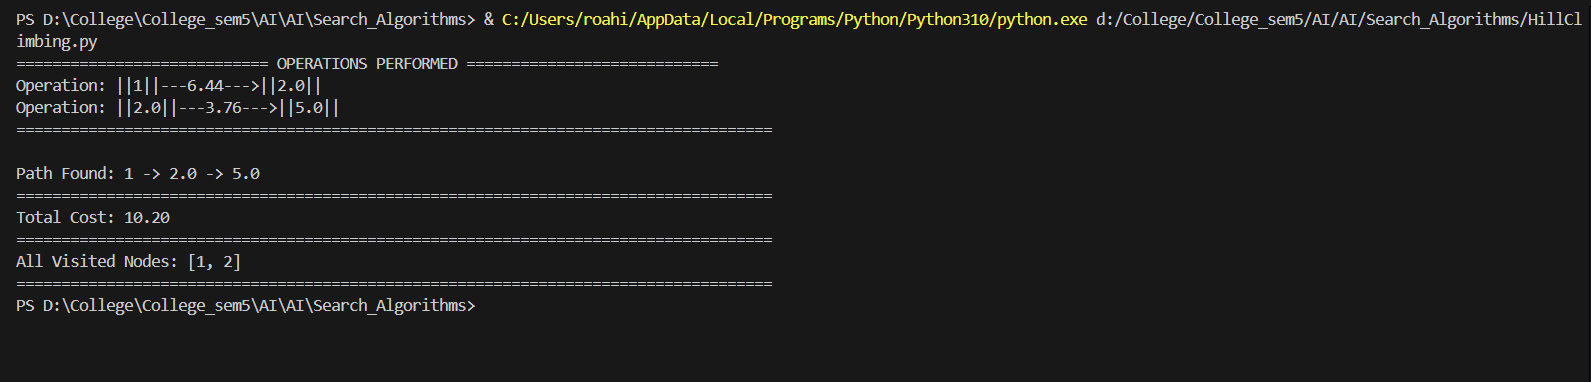 PS D:\College\College_sem5\AI\AI\Search_Algorithms> & C:/Users/roahi/AppData/Local/Programs/Python/Python310/python.exe d:/College/College_sem5/AI/AI/Search_Algorithms/HillCl
imbing.py
============================ OPERATIONS PERFORMED ============================
Operation: ||1||---6.44--->||2.0||
Operation: ||2.0||---3.76--->||5.0||
====================================================================================
Path Found: 1 -> 2.0 -> 5.0
====================================================================================
Total Cost: 10.20
====================================================================================
All Visited Nodes: [1, 2]
====================================================================================
PS D:\College\College_sem5\AI\AI\Search_Algorithms>